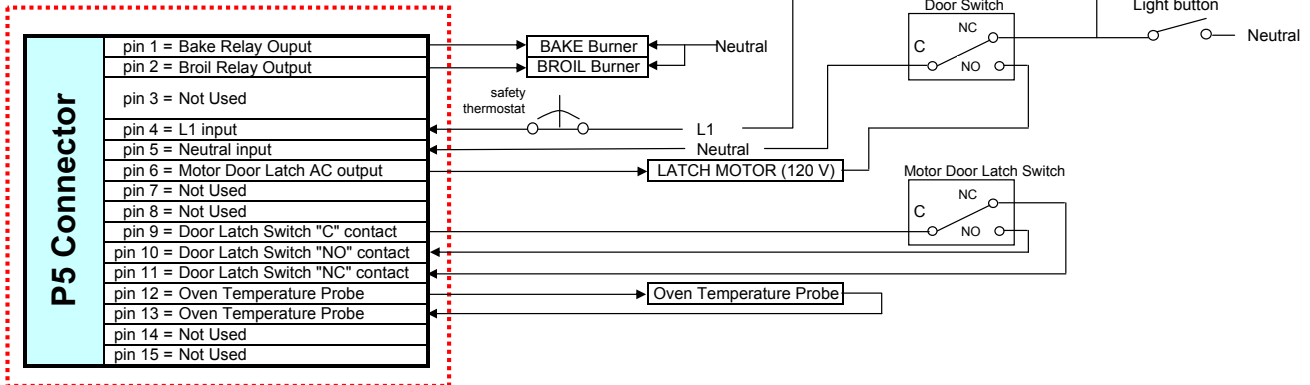 Door Switch
Light button
NC
C
NO
Neutral
P5 Connector
pin 1 = Bake Relay Ouput
BAKE Burner
Neutral
pin 2 = Broil Relay Output
BROIL Burner
pin 3 = Not Used
safety
thermostat
pin 4 = L1 input
L1
pin 5 = Neutral input
Neutral
pin 6 = Motor Door Latch AC output
LATCH MOTOR (120 V)
Motor Door Latch Switch
pin 7 = Not Used
pin 8 = Not Used
NC
C
NO
pin 9 = Door Latch Switch "C" contact
pin 10 = Door Latch Switch "NO" contact
pin 11 = Door Latch Switch "NC" contact
pin 12 = Oven Temperature Probe
Oven Temperature Probe
pin 13 = Oven Temperature Probe
pin 14 = Not Used
pin 15 = Not Used